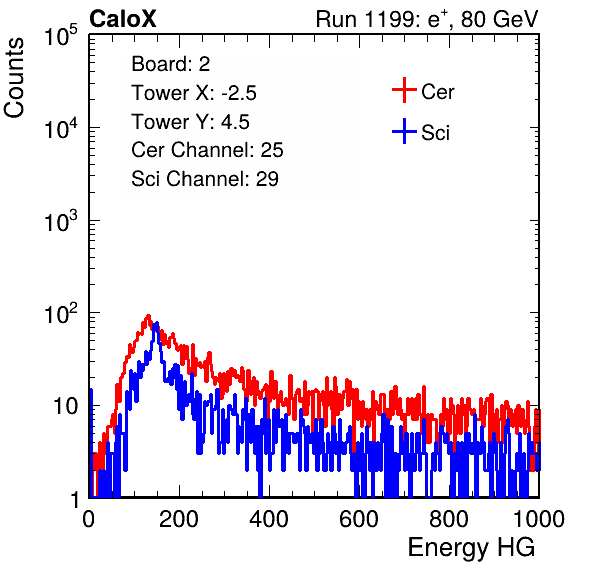 CaloX Run 1199: e⁺, 80 GeV
Counts
Board: 2
Tower X: -2.5
Tower Y: 4.5
Cer Channel: 25
Sci Channel: 29
Cer
Sci
10⁵
10⁴
10³
10²
10
1
0 200 400 600 800 1000
Energy HG